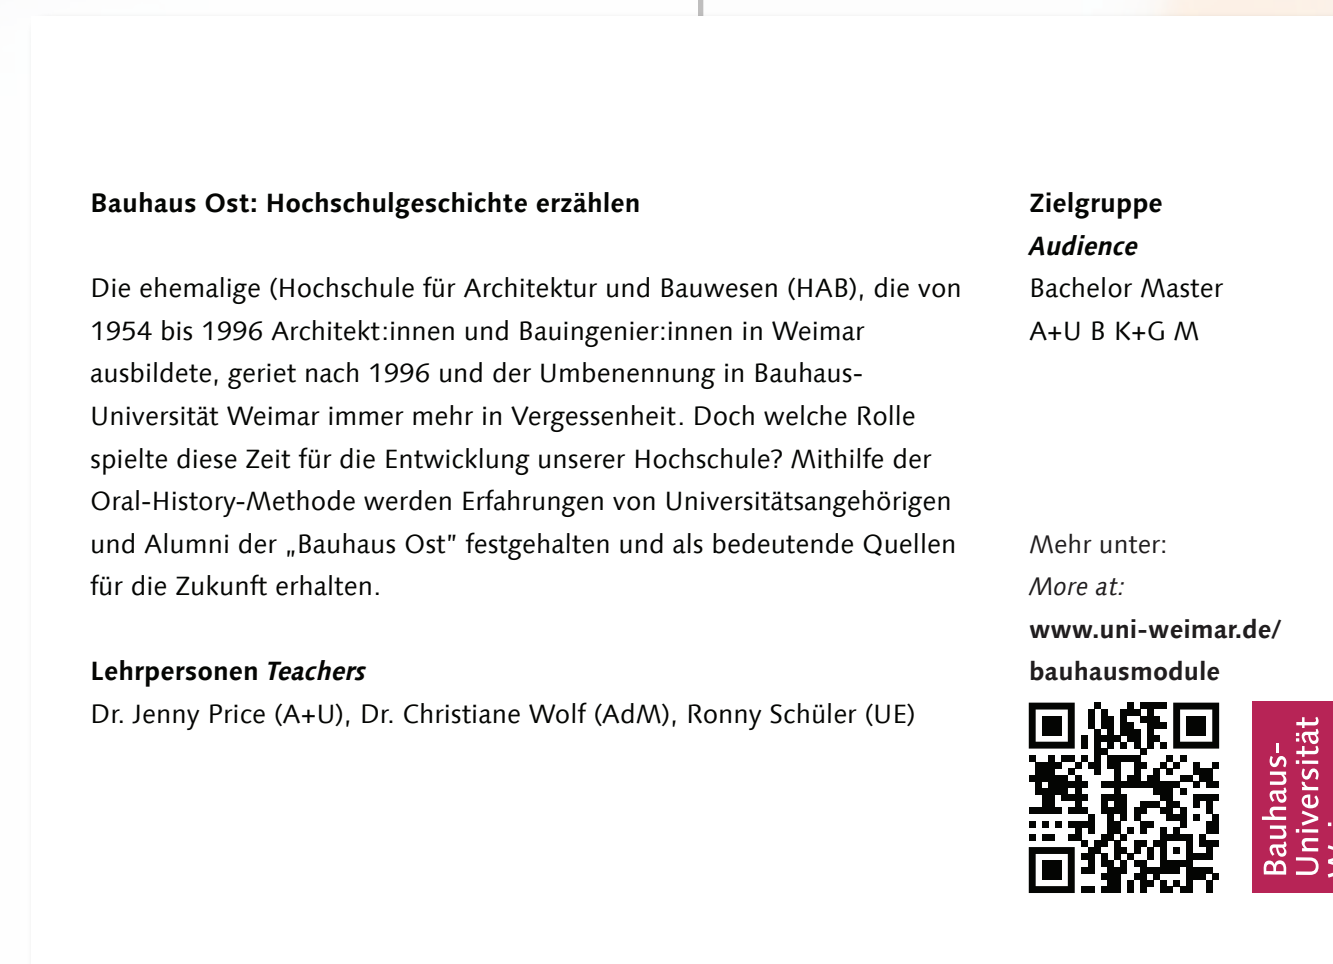 Bauhaus Ost: Hochschulgeschichte erzählen
Die ehemalige (Hochschule für Architektur und Bauwesen (HAB), die von
1954 bis 1996 Architekt:innen und Bauingenier:innen in Weimar
ausbildete, geriet nach 1996 und der Umbenennung in Bauhaus-
Universität Weimar immer mehr in Vergessenheit. Doch welche Rolle
spielte diese Zeit für die Entwicklung unserer Hochschule? Mithilfe der
Oral-History-Methode werden Erfahrungen von Universitätsangehörigen
und Alumni der „Bauhaus Ost” festgehalten und als bedeutende Quellen
für die Zukunft erhalten.
Lehrpersonen Teachers
Dr. Jenny Price (A+U), Dr. Christiane Wolf (AdM), Ronny Schüler (UE)
Zielgruppe
Audience
Bachelor Master
A+U B K+G M
Mehr unter:
More at:
www.uni-weimar.de/
bauhausmodule
Bauhaus-
Universität